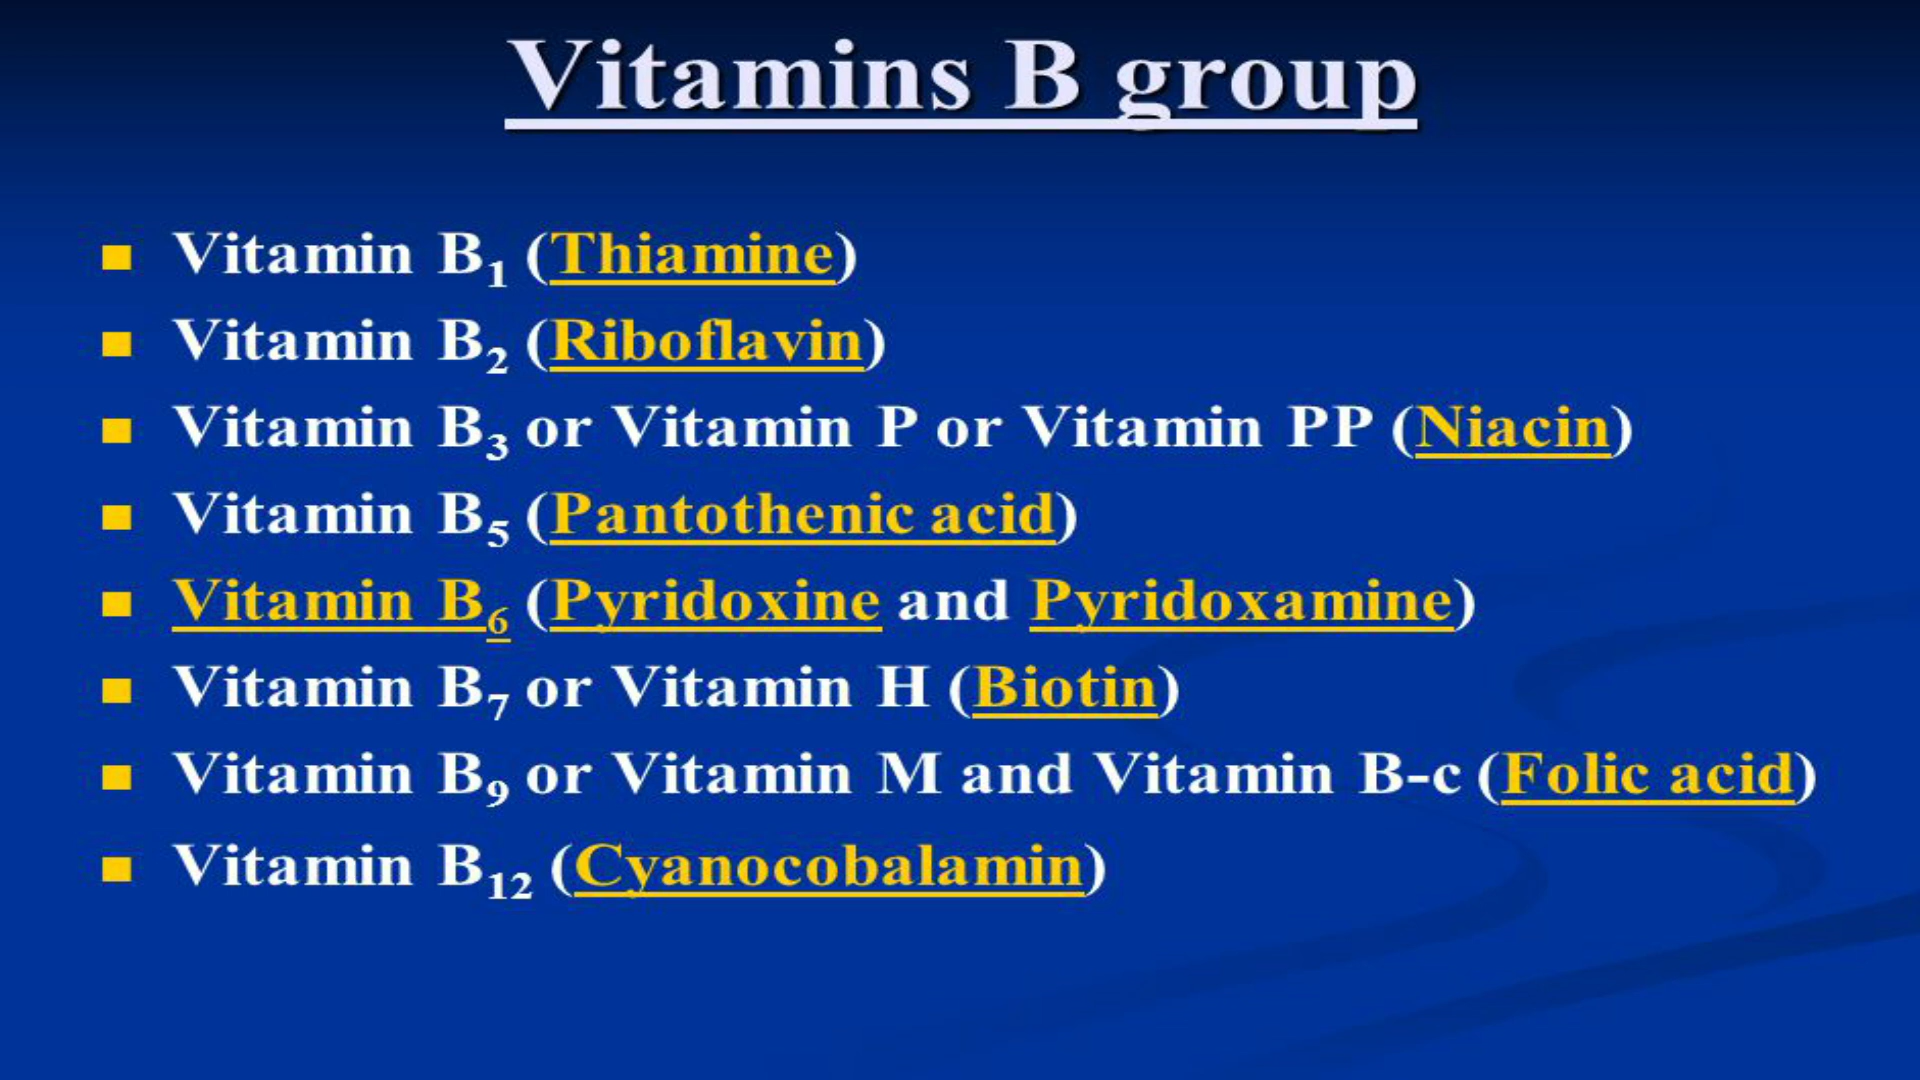 Vitamins B group
■ Vitamin B₁ (Thiamine)
■ Vitamin B₂ (Riboflavin)
■ Vitamin B₃ or Vitamin P or Vitamin PP (Niacin)
■ Vitamin B₅ (Pantothenic acid)
■ Vitamin B₆ (Pyridoxine and Pyridoxamine)
■ Vitamin B₇ or Vitamin H (Biotin)
■ Vitamin B₉ or Vitamin M and Vitamin B-c (Folic acid)
■ Vitamin B₁₂ (Cyanocobalamin)